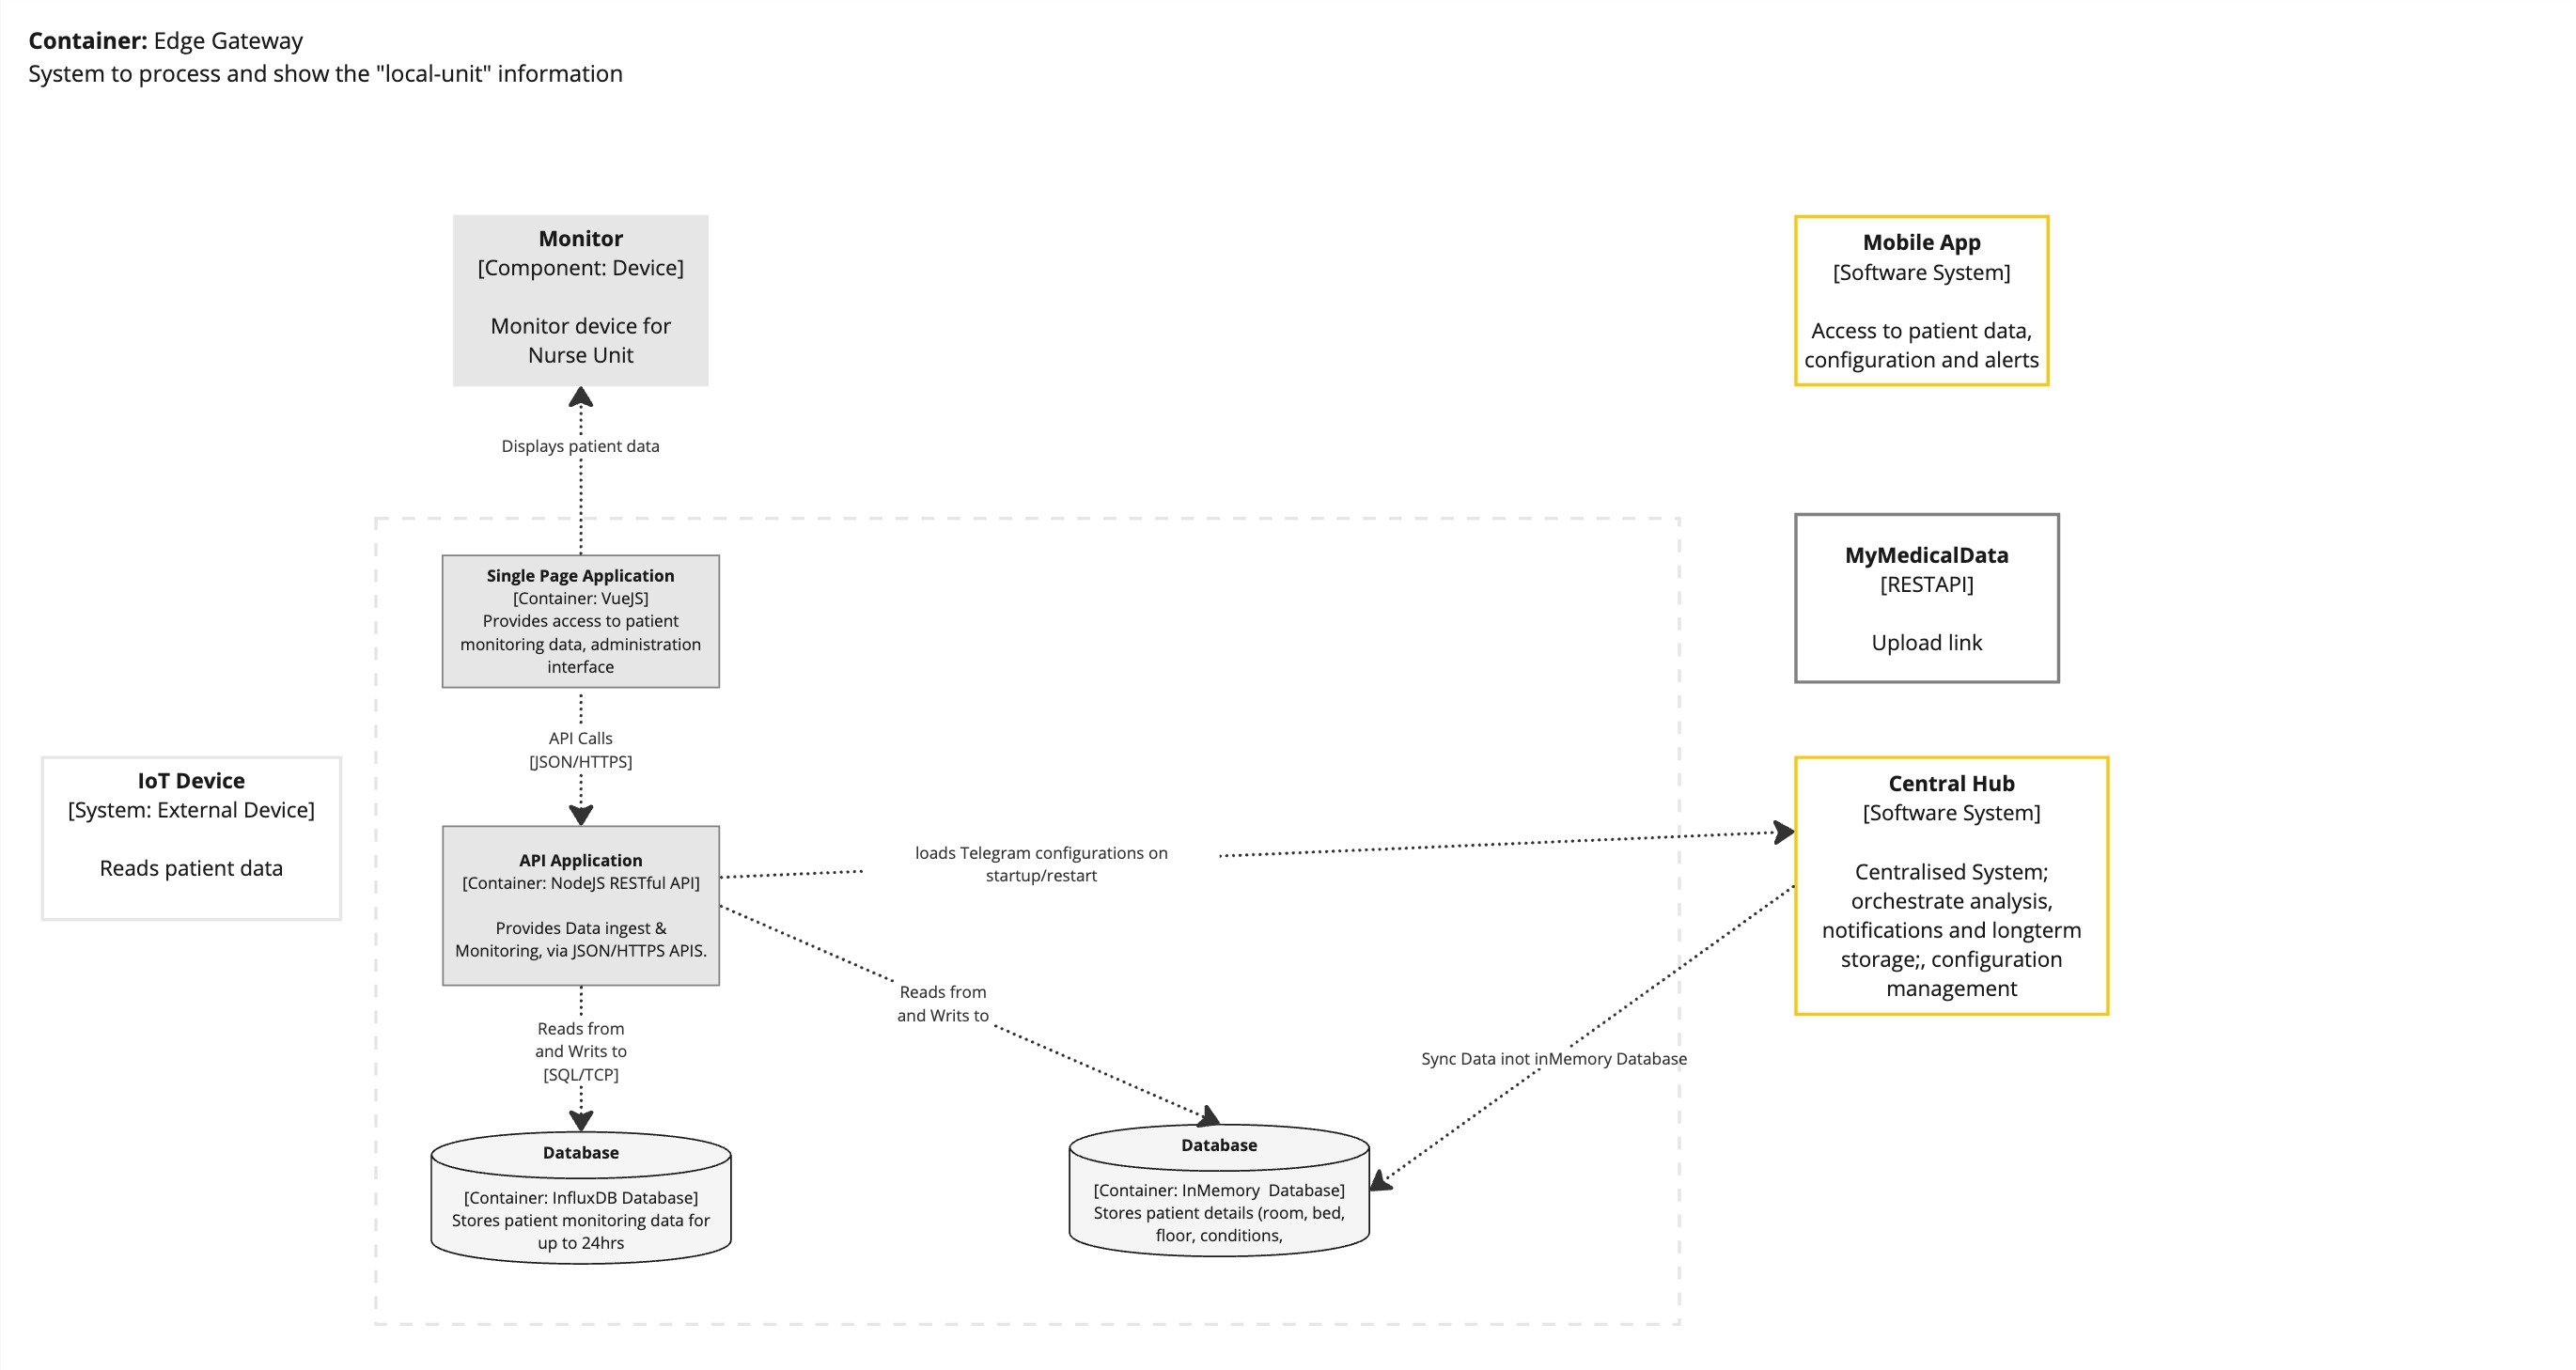 Container: Edge Gateway
System to process and show the "local-unit" information
Monitor
[Component: Device]
Monitor device for
Nurse Unit
Mobile App
[Software System]
Access to patient data,
configuration and alerts
Displays patient data
Single Page Application
[Container: VueJS]
Provides access to patient
monitoring data, administration
interface
MyMedicalData
[RESTAPI]
Upload link
API Calls
[JSON/HTTPS]
IoT Device
[System: External Device]
Reads patient data
API Application
[Container: NodeJS RESTful API]
Provides Data ingest &
Monitoring, via JSON/HTTPS APIS.
loads Telegram configurations on
startup/restart
Central Hub
[Software System]
Centralised System;
orchestrate analysis,
notifications and longterm
storage;, configuration
management
Reads from
and Writs to
Reads from
and Writs to
[SQL/TCP]
Sync Data inot inMemory Database
Database
[Container: InfluxDB Database]
Stores patient monitoring data for
up to 24hrs
Database
[Container: InMemory  Database]
Stores patient details (room, bed,
floor, conditions,